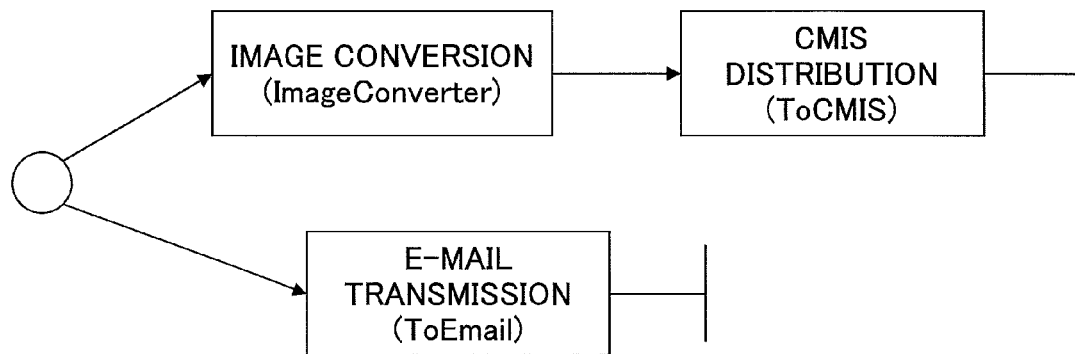 IMAGE CONVERSION
(ImageConverter)
CMIS
DISTRIBUTION
(ToCMIS)
E-MAIL
TRANSMISSION
(ToEmail)